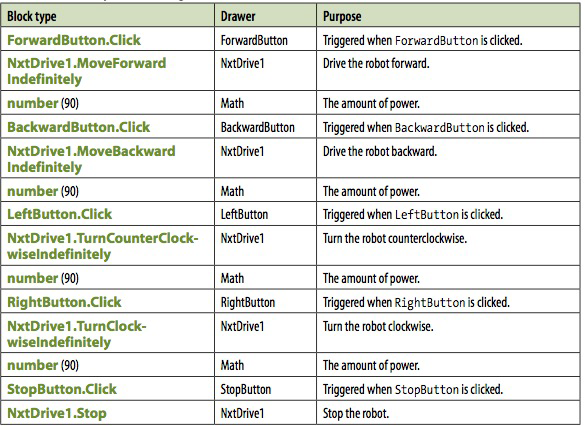 Block type Drawer Purpose
ForwardButton.Click ForwardButton Triggered when ForwardButton is clicked.
NxtDrive1.MoveForward NxtDrive1 Drive the robot forward.
Indefinitely
number (90) Math The amount of power.
BackwardButton.Click BackwardButton Triggered when BackwardButton is clicked.
NxtDrive1.MoveBackward NxtDrive1 Drive the robot backward.
Indefinitely
number (90) Math The amount of power.
LeftButton.Click LeftButton Triggered when LeftButton is clicked.
NxtDrive1.TurnCounterClock- NxtDrive1 Turn the robot counterclockwise.
wiseIndefinitely
number (90) Math The amount of power.
RightButton.Click RightButton Triggered when RightButton is clicked.
NxtDrive1.TurnClock- NxtDrive1 Turn the robot clockwise.
wiseIndefinitely
number (90) Math The amount of power.
StopButton.Click StopButton Triggered when StopButton is clicked.
NxtDrive1.Stop NxtDrive1 Stop the robot.